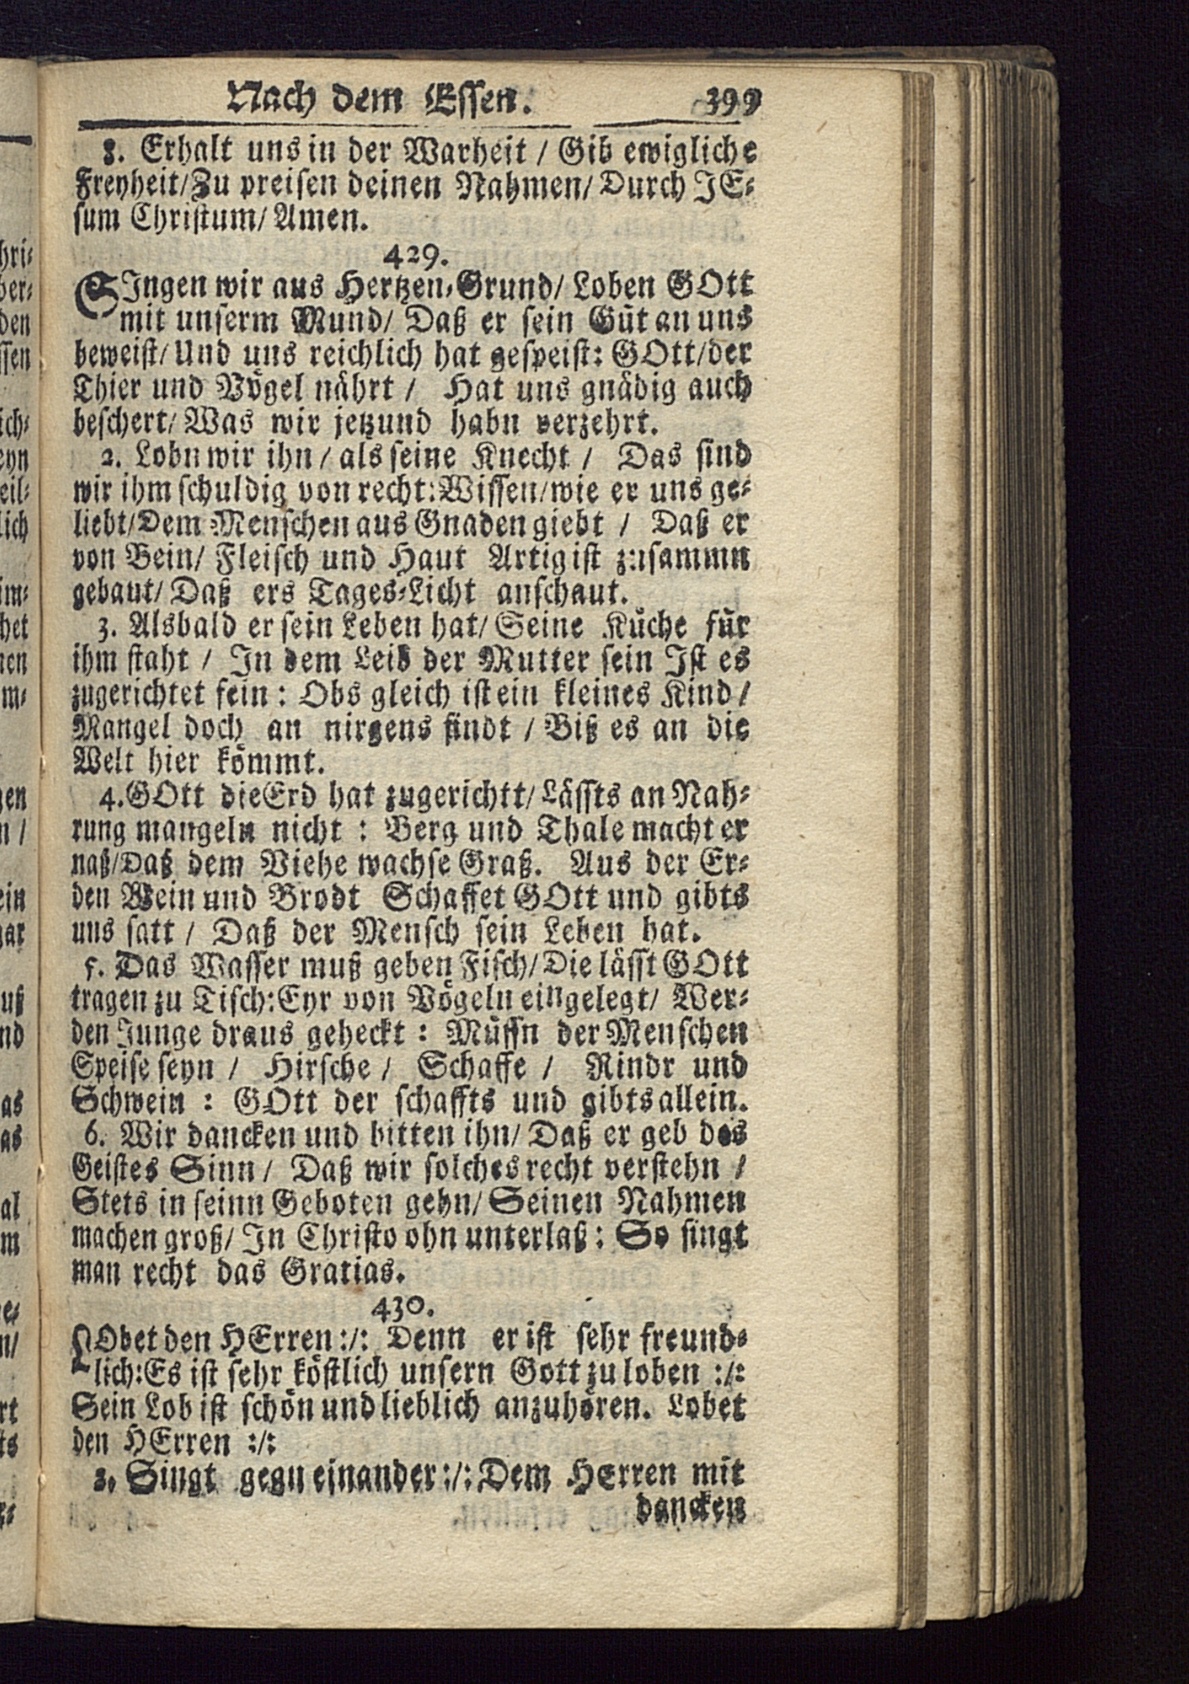 Nach dem Essen. 399
8. Erhalt uns in der Warheit / Gib ewigliche
Freyheit/Zu preisen deinen Nahmen/ Durch JE-
sum Christum/ Amen.
429.
SIngen wir aus Hertzen-Grund/ Loben GOtt
mit unserm Mund/ Daß er sein Güt an uns
beweist/Und uns reichlich hat gespeist: GOtt/der
Thier und Vögel nährt / Hat uns gnädig auch
beschert/ Was wir jetzund habn verzehrt.
2. Lobn wir ihn / als seine Knecht / Das sind
wir ihm schuldig von recht: Wissen/wie er uns ge-
liebt/Dem Menschen aus Gnaden giebt / Daß er
von Bein/ Fleisch und Haut Artig ist zusammn
gebaut/ Daß ers Tages-Licht anschaut.
3. Alsbald er sein Leben hat/ Seine Küche für
ihm staht / In dem Leib der Mutter sein Ist es
zugerichtet fein: Obs gleich ist ein kleines Kind/
Mangel doch an nirgens findt / Biß es an die
Welt hier kömmt.
4. GOtt die Erd hat zugerichtt/ Lässts an Nah-
rung mangeln nicht : Berg und Thale macht er
naß/Daß dem Viehe wachse Graß. Aus der Er-
den Wein und Brodt Schaffet GOtt und gibts
uns satt / Daß der Mensch sein Leben hat.
5. Das Wasser muß geben Fisch/Die lässt GOtt
tragen zu Tisch: Eyr von Vögeln eingelegt/ Wer-
den Junge draus geheckt : Müssn der Menschen
Speise seyn / Hirsche / Schaffe / Rindr und
Schwein : GOtt der schaffts und gibts allein.
6. Wir dancken und bitten ihn/ Daß er geb des
Geistes Sinn/ Daß wir solches recht verstehn /
Stets in seinn Geboten gehn/ Seinen Nahmen
machen groß/ In Christo ohn unterlaß: So singt
man recht das Gratias.
430.
LObet den HErren :/: Denn er ist sehr freund-
lich: Es ist sehr köstlich unsern Gott zu loben :/:
Sein Lob ist schön und lieblich anzuhören. Lobet
den HErren :/:
2. Singt gegn einander :/: Dem HErren mit
dancken